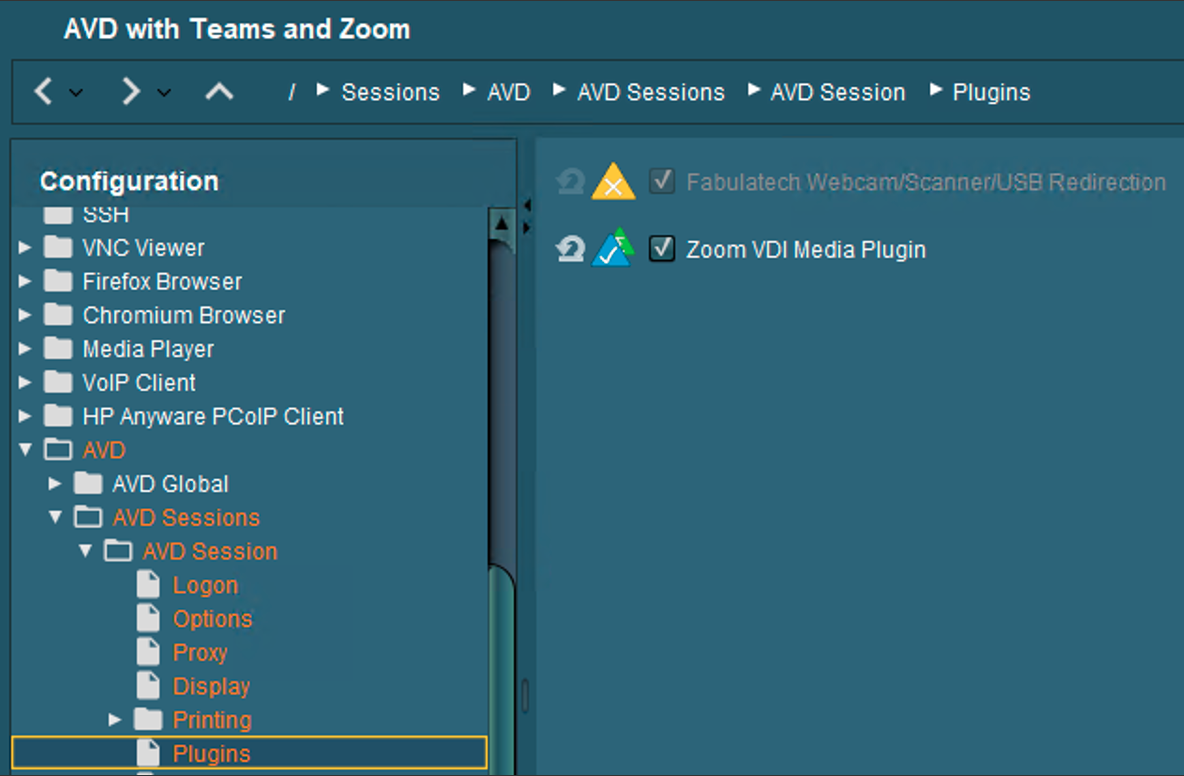 AVD with Teams and Zoom
/ Sessions AVD AVD Sessions AVD Session Plugins
Configuration
SSH
VNC Viewer
Firefox Browser
Chromium Browser
Media Player
VoIP Client
HP Anyware PCoIP Client
AVD
AVD Global
AVD Sessions
AVD Session
Logon
Options
Proxy
Display
Printing
Plugins
Fabulatech Webcam/Scanner/USB Redirection
Zoom VDI Media Plugin